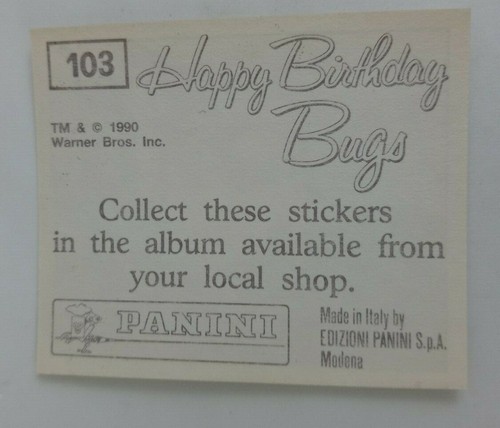 103
Happy Birthday
Bugs
TM & © 1990
Warner Bros. Inc.
Collect these stickers
in the album available from
your local shop.
PANINI
Made in Italy by
EDIZIONI PANINI S.p.A.
Modena